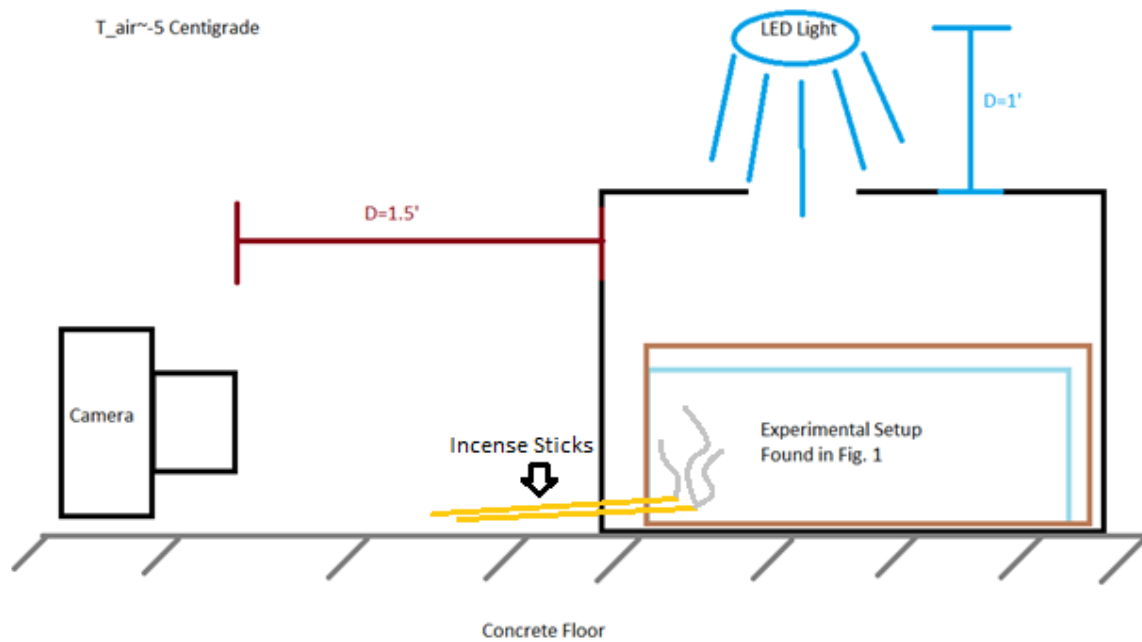 T_air~-5 Centigrade
LED Light
D=1'
D=1.5'
Camera
Incense Sticks
Experimental Setup
Found in Fig. 1
Concrete Floor